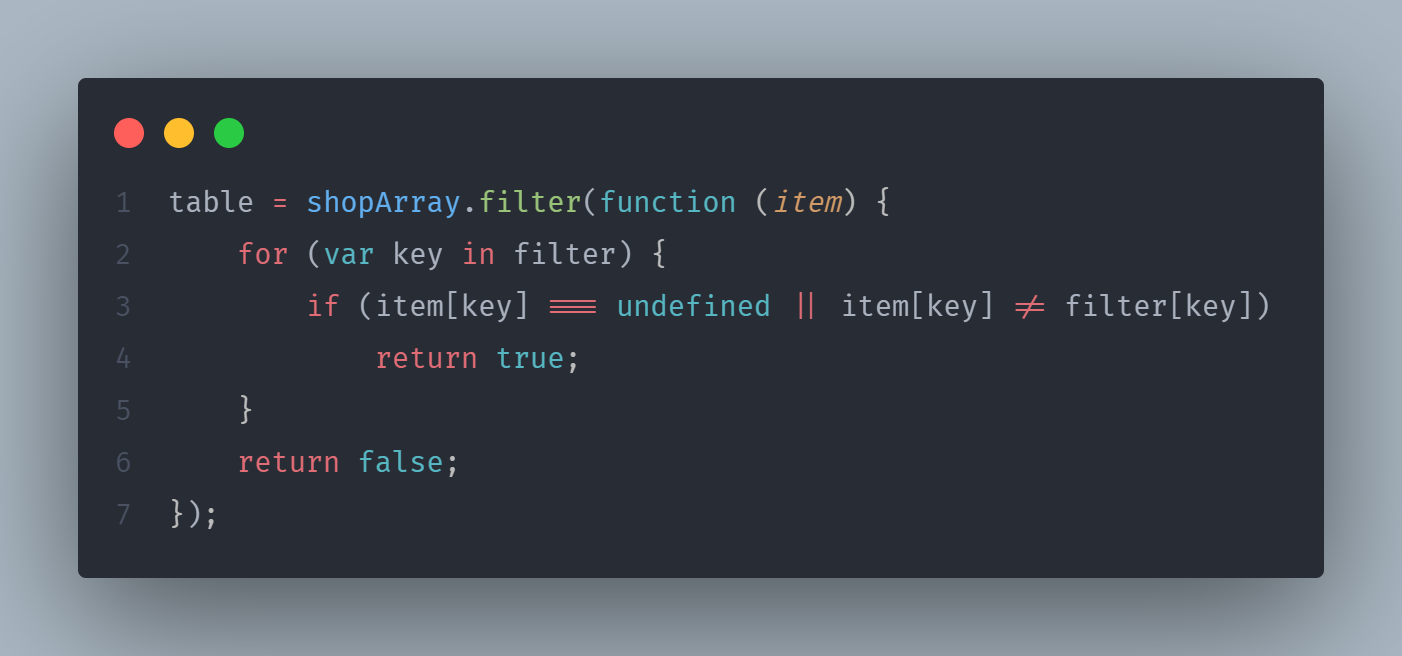 1 table = shopArray.filter(function (item) {
2     for (var key in filter) {
3         if (item[key] === undefined || item[key] != filter[key])
4             return true;
5     }
6     return false;
7 });